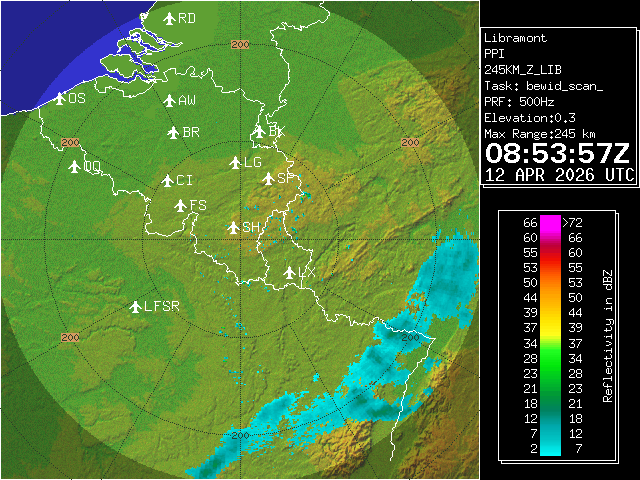 RD
200
OS
AW
BR
BK
200
200
QQ
LG
CI
SP
FS
SH
LX
LFSR
200
200
200
Libramont
PPI
245KM_Z_LIB
Task: bewid_scan_
PRF: 500Hz
Elevation:0.3
Max Range:245 km
08:53:57Z
12 APR 2026 UTC
66 >72
60 66
55 60
53 55
50 53
44 50
39 44
37 39
34 37
28 34
23 28
21 23
18 21
12 18
7 12
2 7
Reflectivity in dBZ